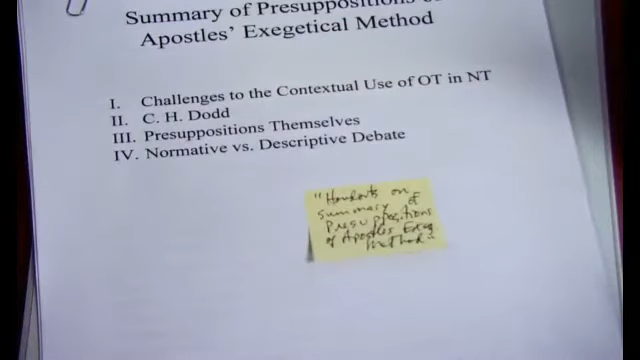 Summary of Presuppositions of
Apostles' Exegetical Method
I. Challenges to the Contextual Use of OT in NT
II. C. H. Dodd
III. Presuppositions Themselves
IV. Normative vs. Descriptive Debate
"Handouts on
summary of
Presuppositions
of Apostles Exeg
Method"